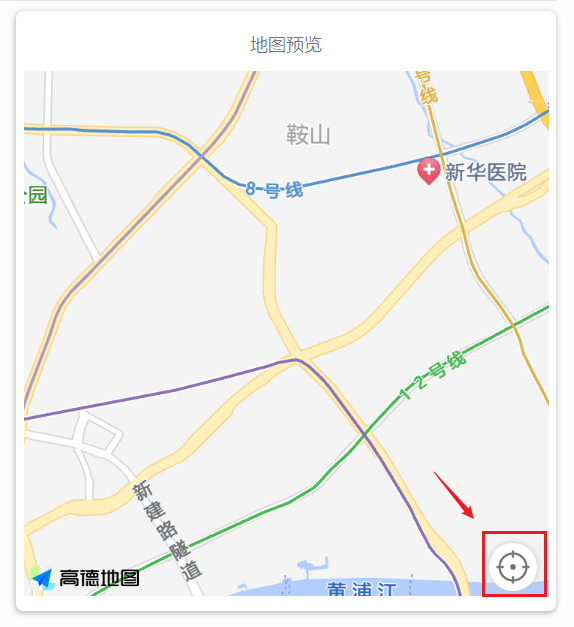 地图预览
号线
鞍山
新华医院
8号线
公园
12号线
新建路隧道
高德地图
黄浦江